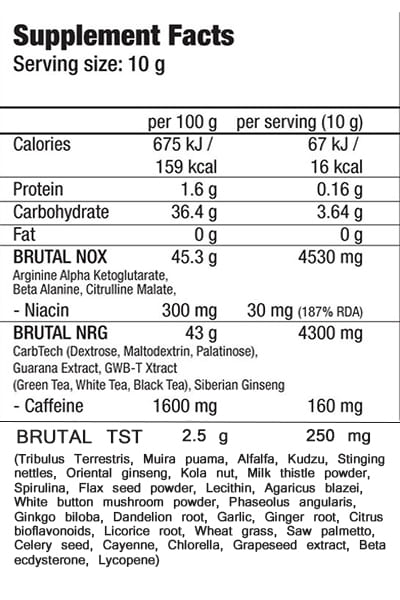 Supplement Facts
Serving size: 10 g
per 100 g per serving (10 g)
Calories 675 kJ / 67 kJ /
159 kcal 16 kcal
Protein 1.6 g 0.16 g
Carbohydrate 36.4 g 3.64 g
Fat 0 g 0 g
BRUTAL NOX 45.3 g 4530 mg
Arginine Alpha Ketoglutarate,
Beta Alanine, Citrulline Malate,
- Niacin 300 mg 30 mg (187% RDA)
BRUTAL NRG 43 g 4300 mg
CarbTech (Dextrose, Maltodextrin, Palatinose),
Guarana Extract, GWB-T Xtract
(Green Tea, White Tea, Black Tea), Siberian Ginseng
- Caffeine 1600 mg 160 mg
BRUTAL TST 2.5 g 250 mg
(Tribulus Terrestris, Muira puama, Alfalfa, Kudzu, Stinging
nettles, Oriental ginseng, Kola nut, Milk thistle powder,
Spirulina, Flax seed powder, Lecithin, Agaricus blazei,
White button mushroom powder, Phaseolus angularis,
Ginkgo biloba, Dandelion root, Garlic, Ginger root, Citrus
bioflavonoids, Licorice root, Wheat grass, Saw palmetto,
Celery seed, Cayenne, Chlorella, Grapeseed extract, Beta
ecdysterone, Lycopene)